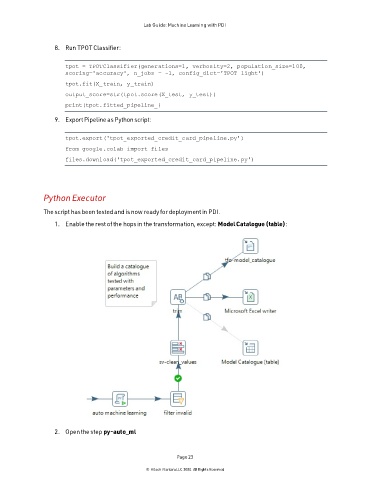 Lab Guide: Machine Learning with PDI
8. Run TPOT Classifier:
tpot = TPOTClassifier(generations=1, verbosity=2, population_size=100,
scoring='accuracy', n_jobs = -1, config_dict='TPOT light')
tpot.fit(X_train, y_train)
output_score=str(tpot.score(X_test, y_test))
print(tpot.fitted_pipeline_)
9. Export Pipeline as Python script:
tpot.export('tpot_exported_credit_card_pipeline.py')
from google.colab import files
files.download('tpot_exported_credit_card_pipeline.py')
Python Executor
The script has been tested and is now ready for deployment in PDI.
1. Enable the rest of the hops in the transformation, except: Model Catalogue (table):
model_catalogue
Build a catalogue
of algorithms
tested with
parameters and
performance
Microsoft Excel writer
sv-clean_values
Model Catalogue (table)
auto machine learning
filter invalid
2. Open the step py-auto_ml
Page 23
© Hitachi Vantara LLC 2020. All Rights Reserved